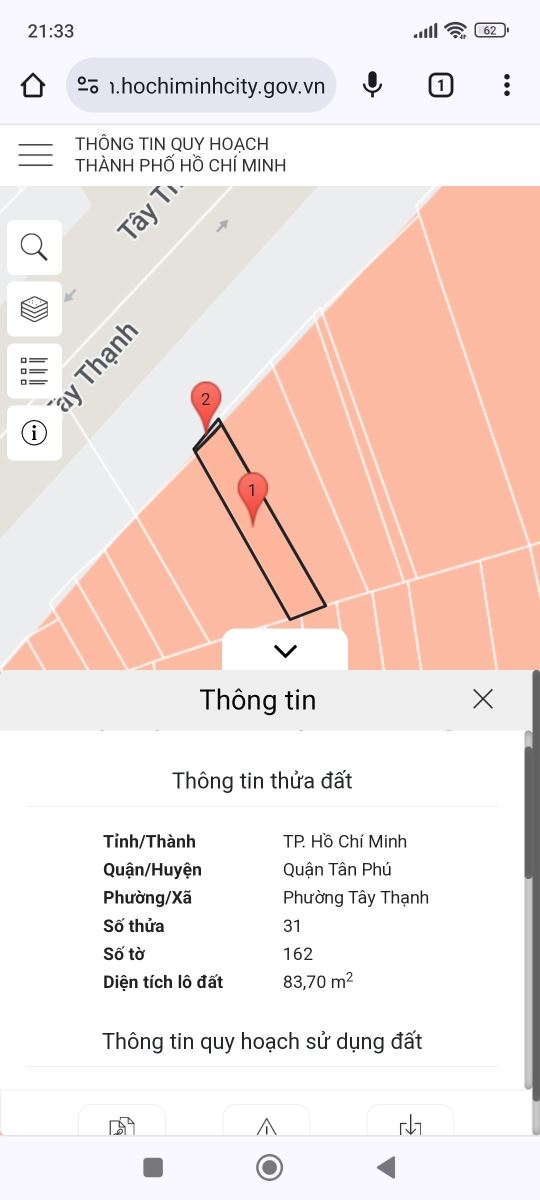 21:33
62
.hochiminhcity.gov.vn
1
THÔNG TIN QUY HOẠCH
THÀNH PHỐ HỒ CHÍ MINH
Tây
Tây Thạnh
2
1
Thông tin
Thông tin thửa đất
Tỉnh/Thành TP. Hồ Chí Minh
Quận/Huyện Quận Tân Phú
Phường/Xã Phường Tây Thạnh
Số thửa 31
Số tờ 162
Diện tích lô đất 83,70 m²
Thông tin quy hoạch sử dụng đất